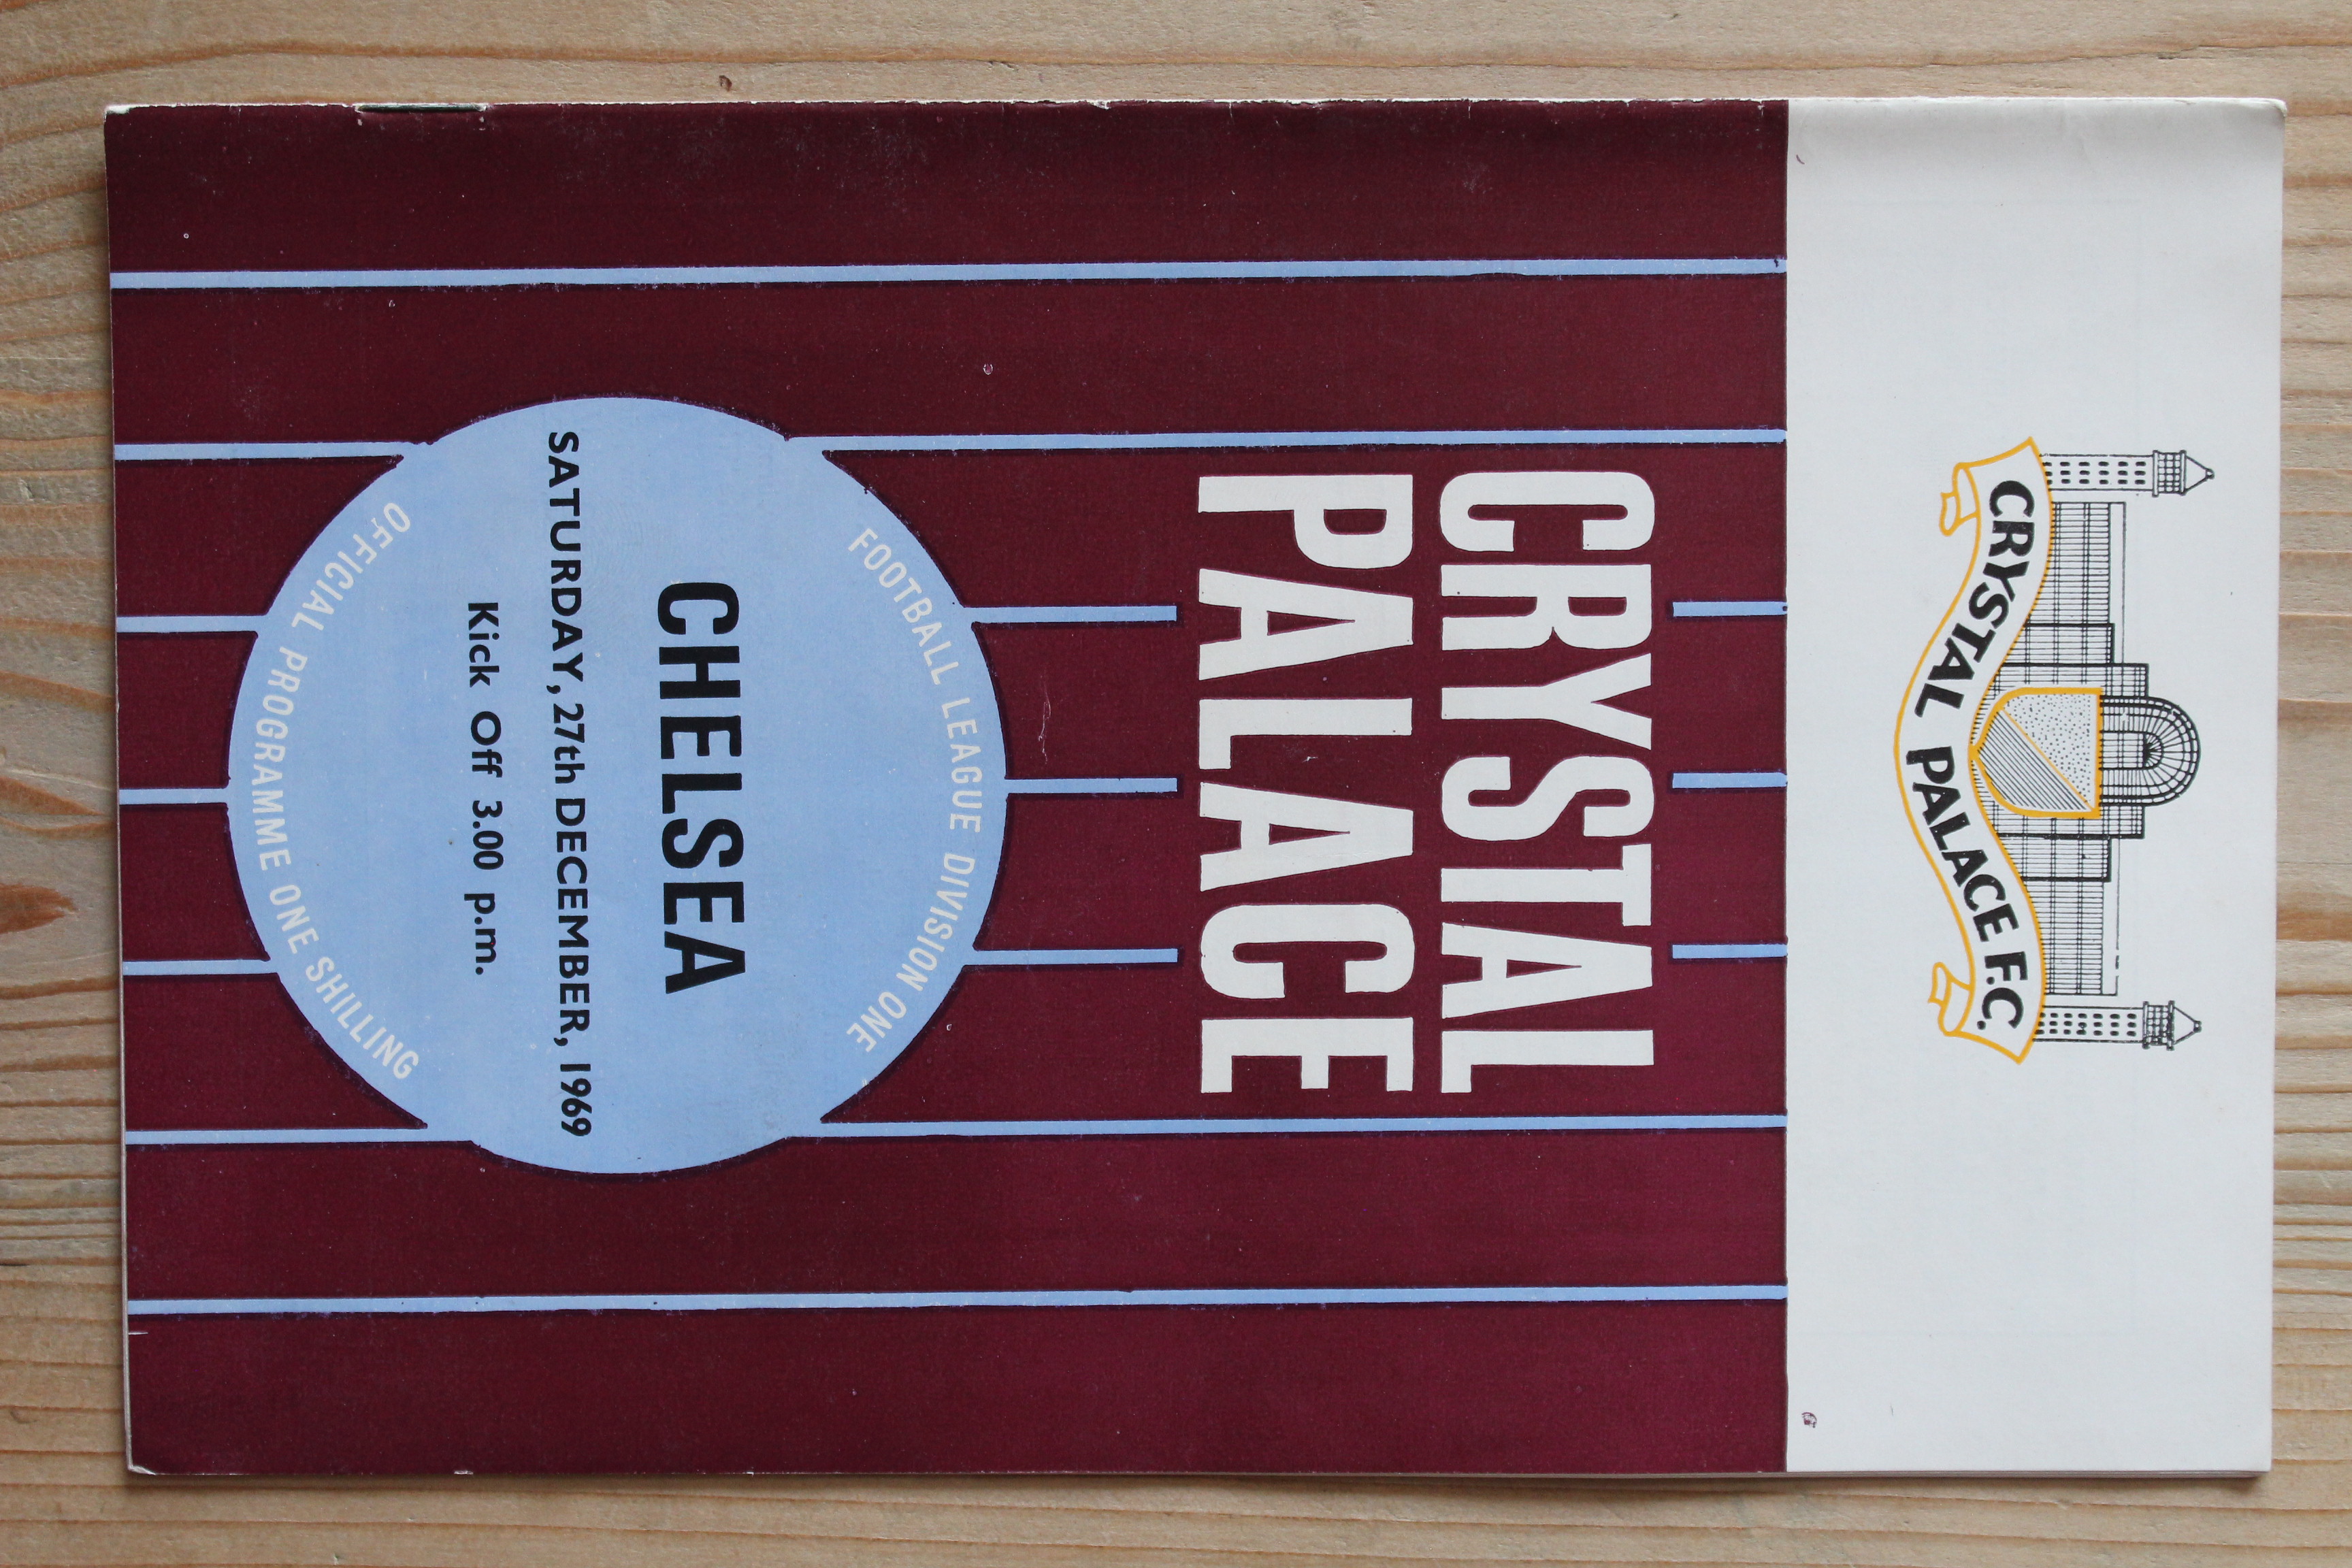 CRYSTAL PALACE F.C.
CRYSTAL
PALACE
FOOTBALL LEAGUE DIVISION ONE
CHELSEA
SATURDAY, 27th DECEMBER, 1969
Kick Off 3.00 p.m.
OFFICIAL PROGRAMME ONE SHILLING